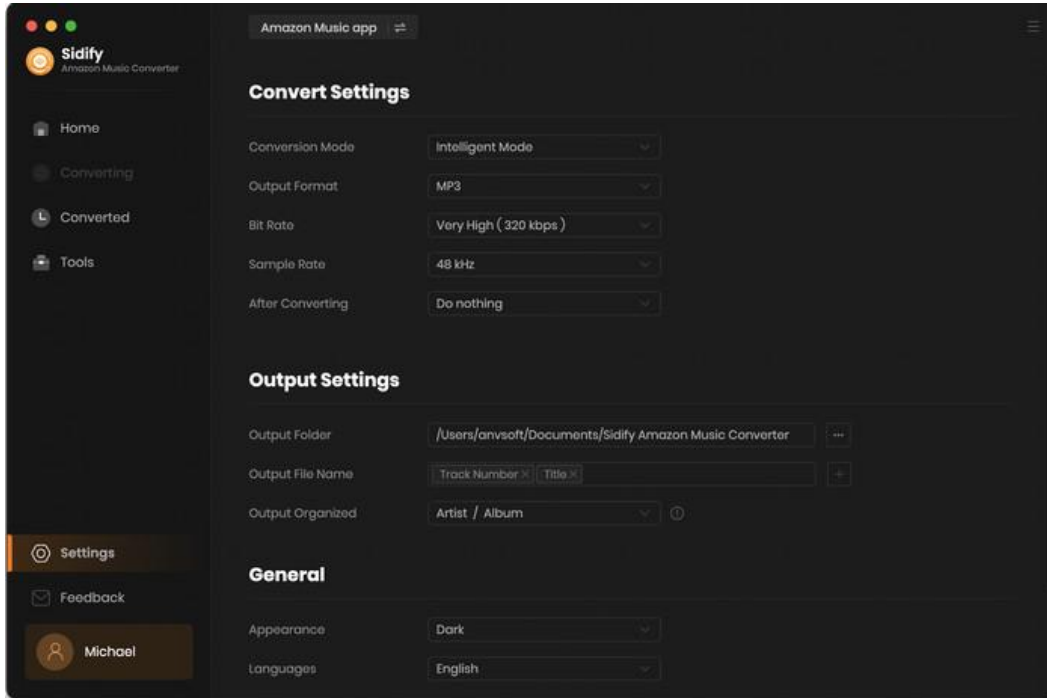 Amazon Music app
Sidify
Amazon Music Converter
Home
Converting
Converted
Tools
Settings
Feedback
Michael
Convert Settings
Conversion Mode Intelligent Mode
Output Format MP3
Bit Rate Very High ( 320 kbps )
Sample Rate 48 kHz
After Converting Do nothing
Output Settings
Output Folder /Users/anvsoft/Documents/Sidify Amazon Music Converter ...
Output File Name Track Number × Title × +
Output Organized Artist / Album
General
Appearance Dark
Languages English